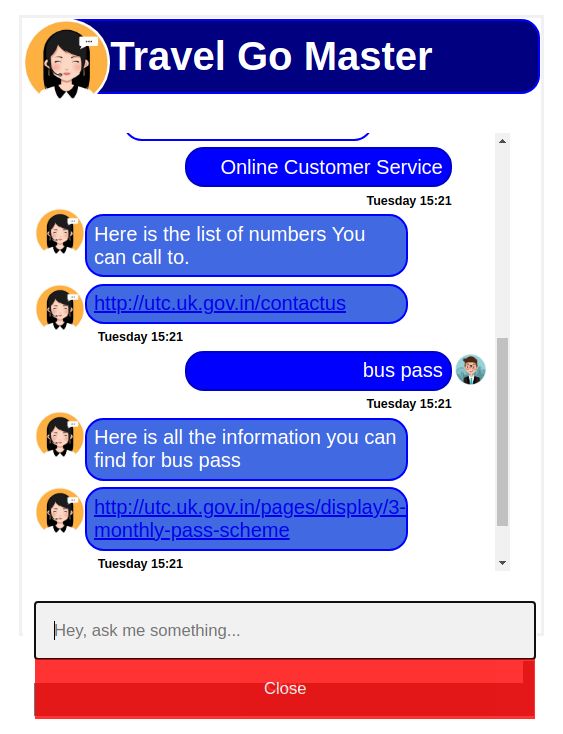 Travel Go Master
Online Customer Service
Tuesday 15:21
Here is the list of numbers You
can call to.
http://utc.uk.gov.in/contactus
Tuesday 15:21
bus pass
Tuesday 15:21
Here is all the information you can
find for bus pass
http://utc.uk.gov.in/pages/display/3-
monthly-pass-scheme
Tuesday 15:21
Hey, ask me something...
Close